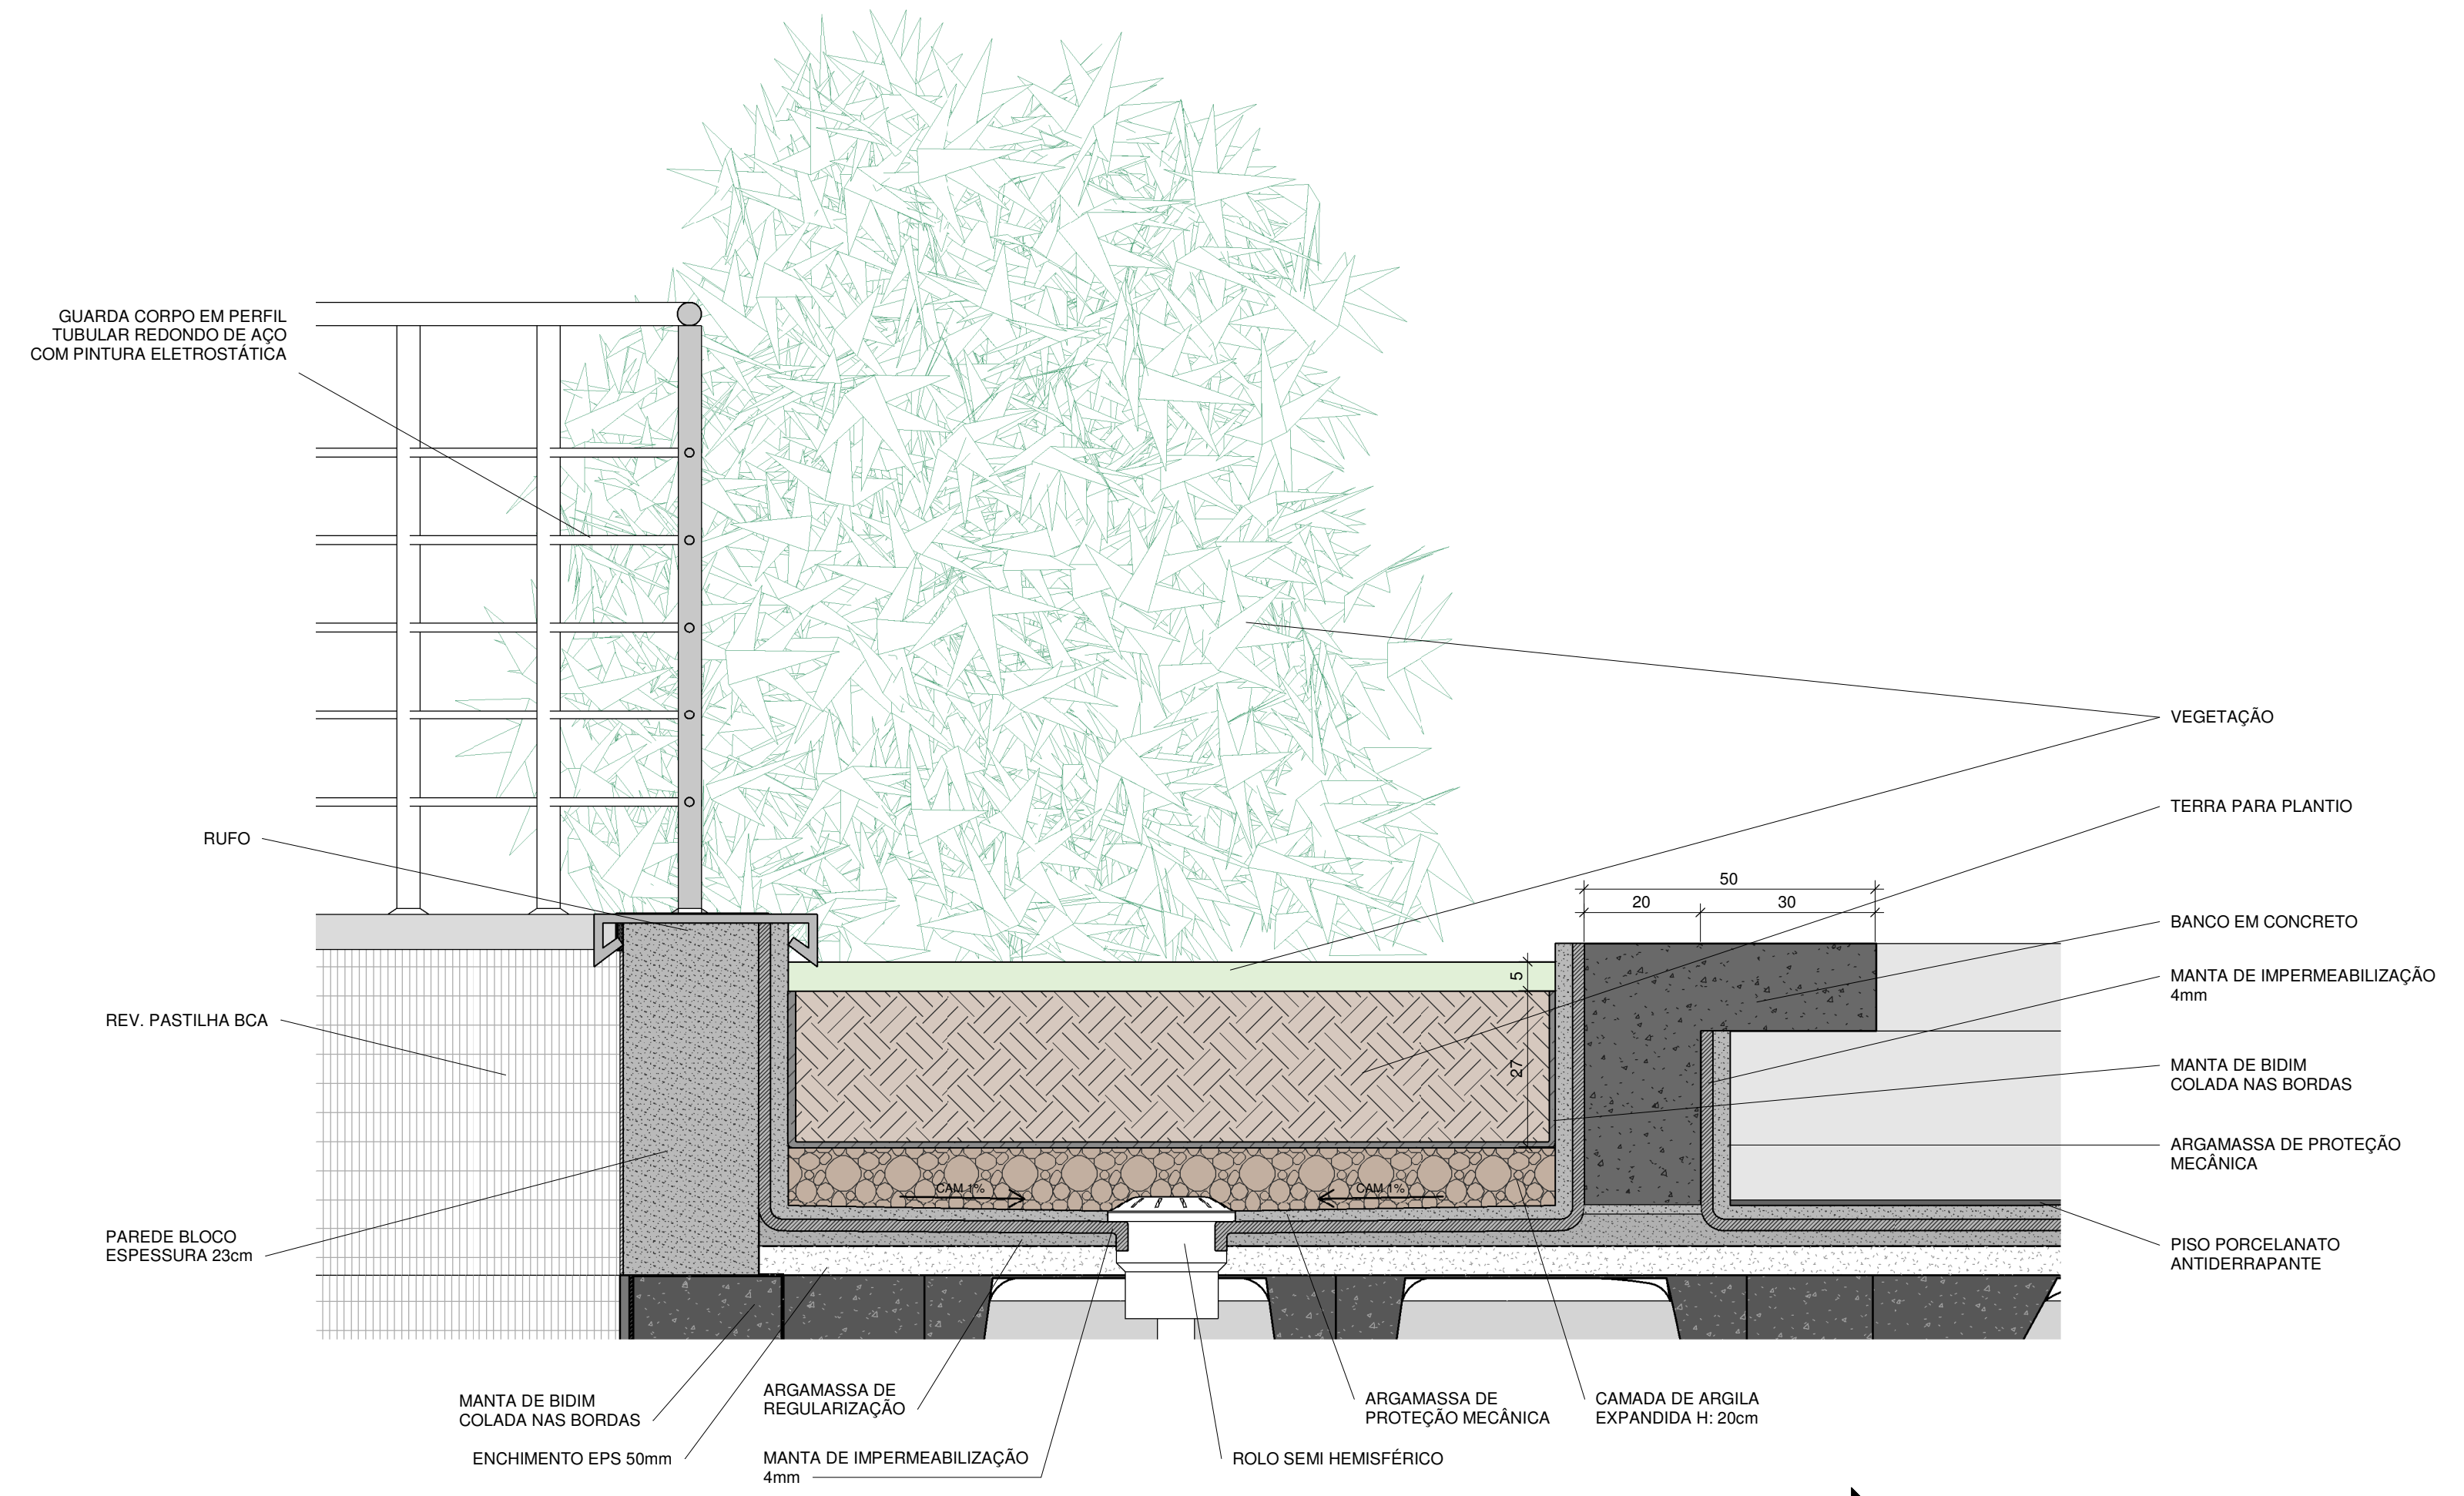 GUARDA CORPO EM PERFIL
TUBULAR REDONDO DE AÇO
COM PINTURA ELETROSTÁTICA
RUFO
REV. PASTILHA BCA
PAREDE BLOCO
ESPESSURA 23cm
VEGETAÇÃO
TERRA PARA PLANTIO
BANCO EM CONCRETO
MANTA DE IMPERMEABILIZAÇÃO
4mm
MANTA DE BIDIM
COLADA NAS BORDAS
ARGAMASSA DE PROTEÇÃO
MECÂNICA
PISO PORCELANATO
ANTIDERRAPANTE
50
20
30
5
27
CAM 1%
CAM 1%
MANTA DE BIDIM
COLADA NAS BORDAS
ENCHIMENTO EPS 50mm
ARGAMASSA DE
REGULARIZAÇÃO
MANTA DE IMPERMEABILIZAÇÃO
4mm
ROLO SEMI HEMISFÉRICO
ARGAMASSA DE
PROTEÇÃO MECÂNICA
CAMADA DE ARGILA
EXPANDIDA H: 20cm